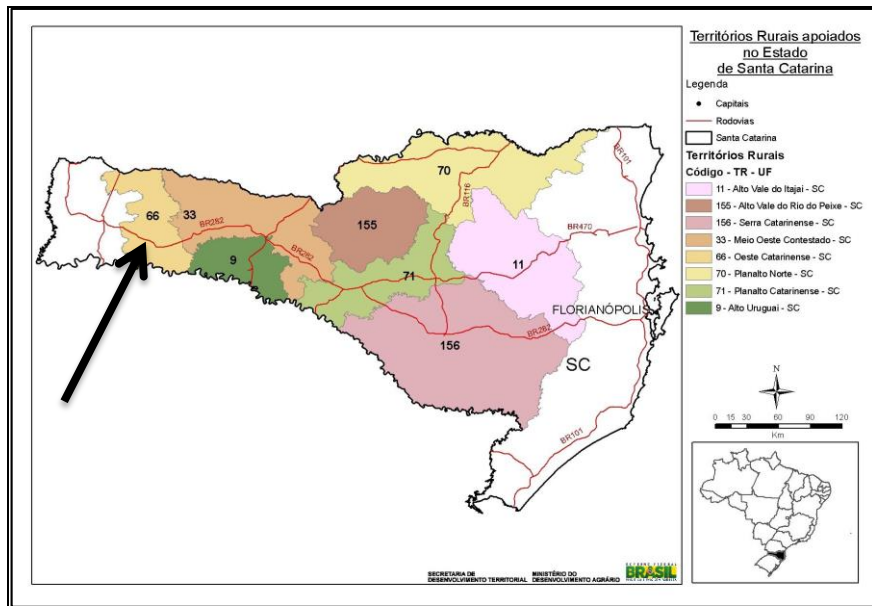 Territórios Rurais apoiados
no Estado
de Santa Catarina
Legenda
Capitais
Rodovias
Santa Catarina
Territórios Rurais
Código - TR - UF
11 - Alto Vale do Itajaí - SC
155 - Alto Vale do Rio do Peixe - SC
156 - Serra Catarinense - SC
33 - Meio Oeste Contestado - SC
66 - Oeste Catarinense - SC
70 - Planalto Norte - SC
71 - Planalto Catarinense - SC
9 - Alto Uruguai - SC
BR101
70
BR116
66
33
BR282
155
BR470
9
BR282
71
11
FLORIANÓPOLIS
156
BR282
SC
BR101
N
0 15 30 60 90 120
Km
SECRETARIA DE
DESENVOLVIMENTO TERRITORIAL
MINISTÉRIO DO
DESENVOLVIMENTO AGRÁRIO
BRASIL